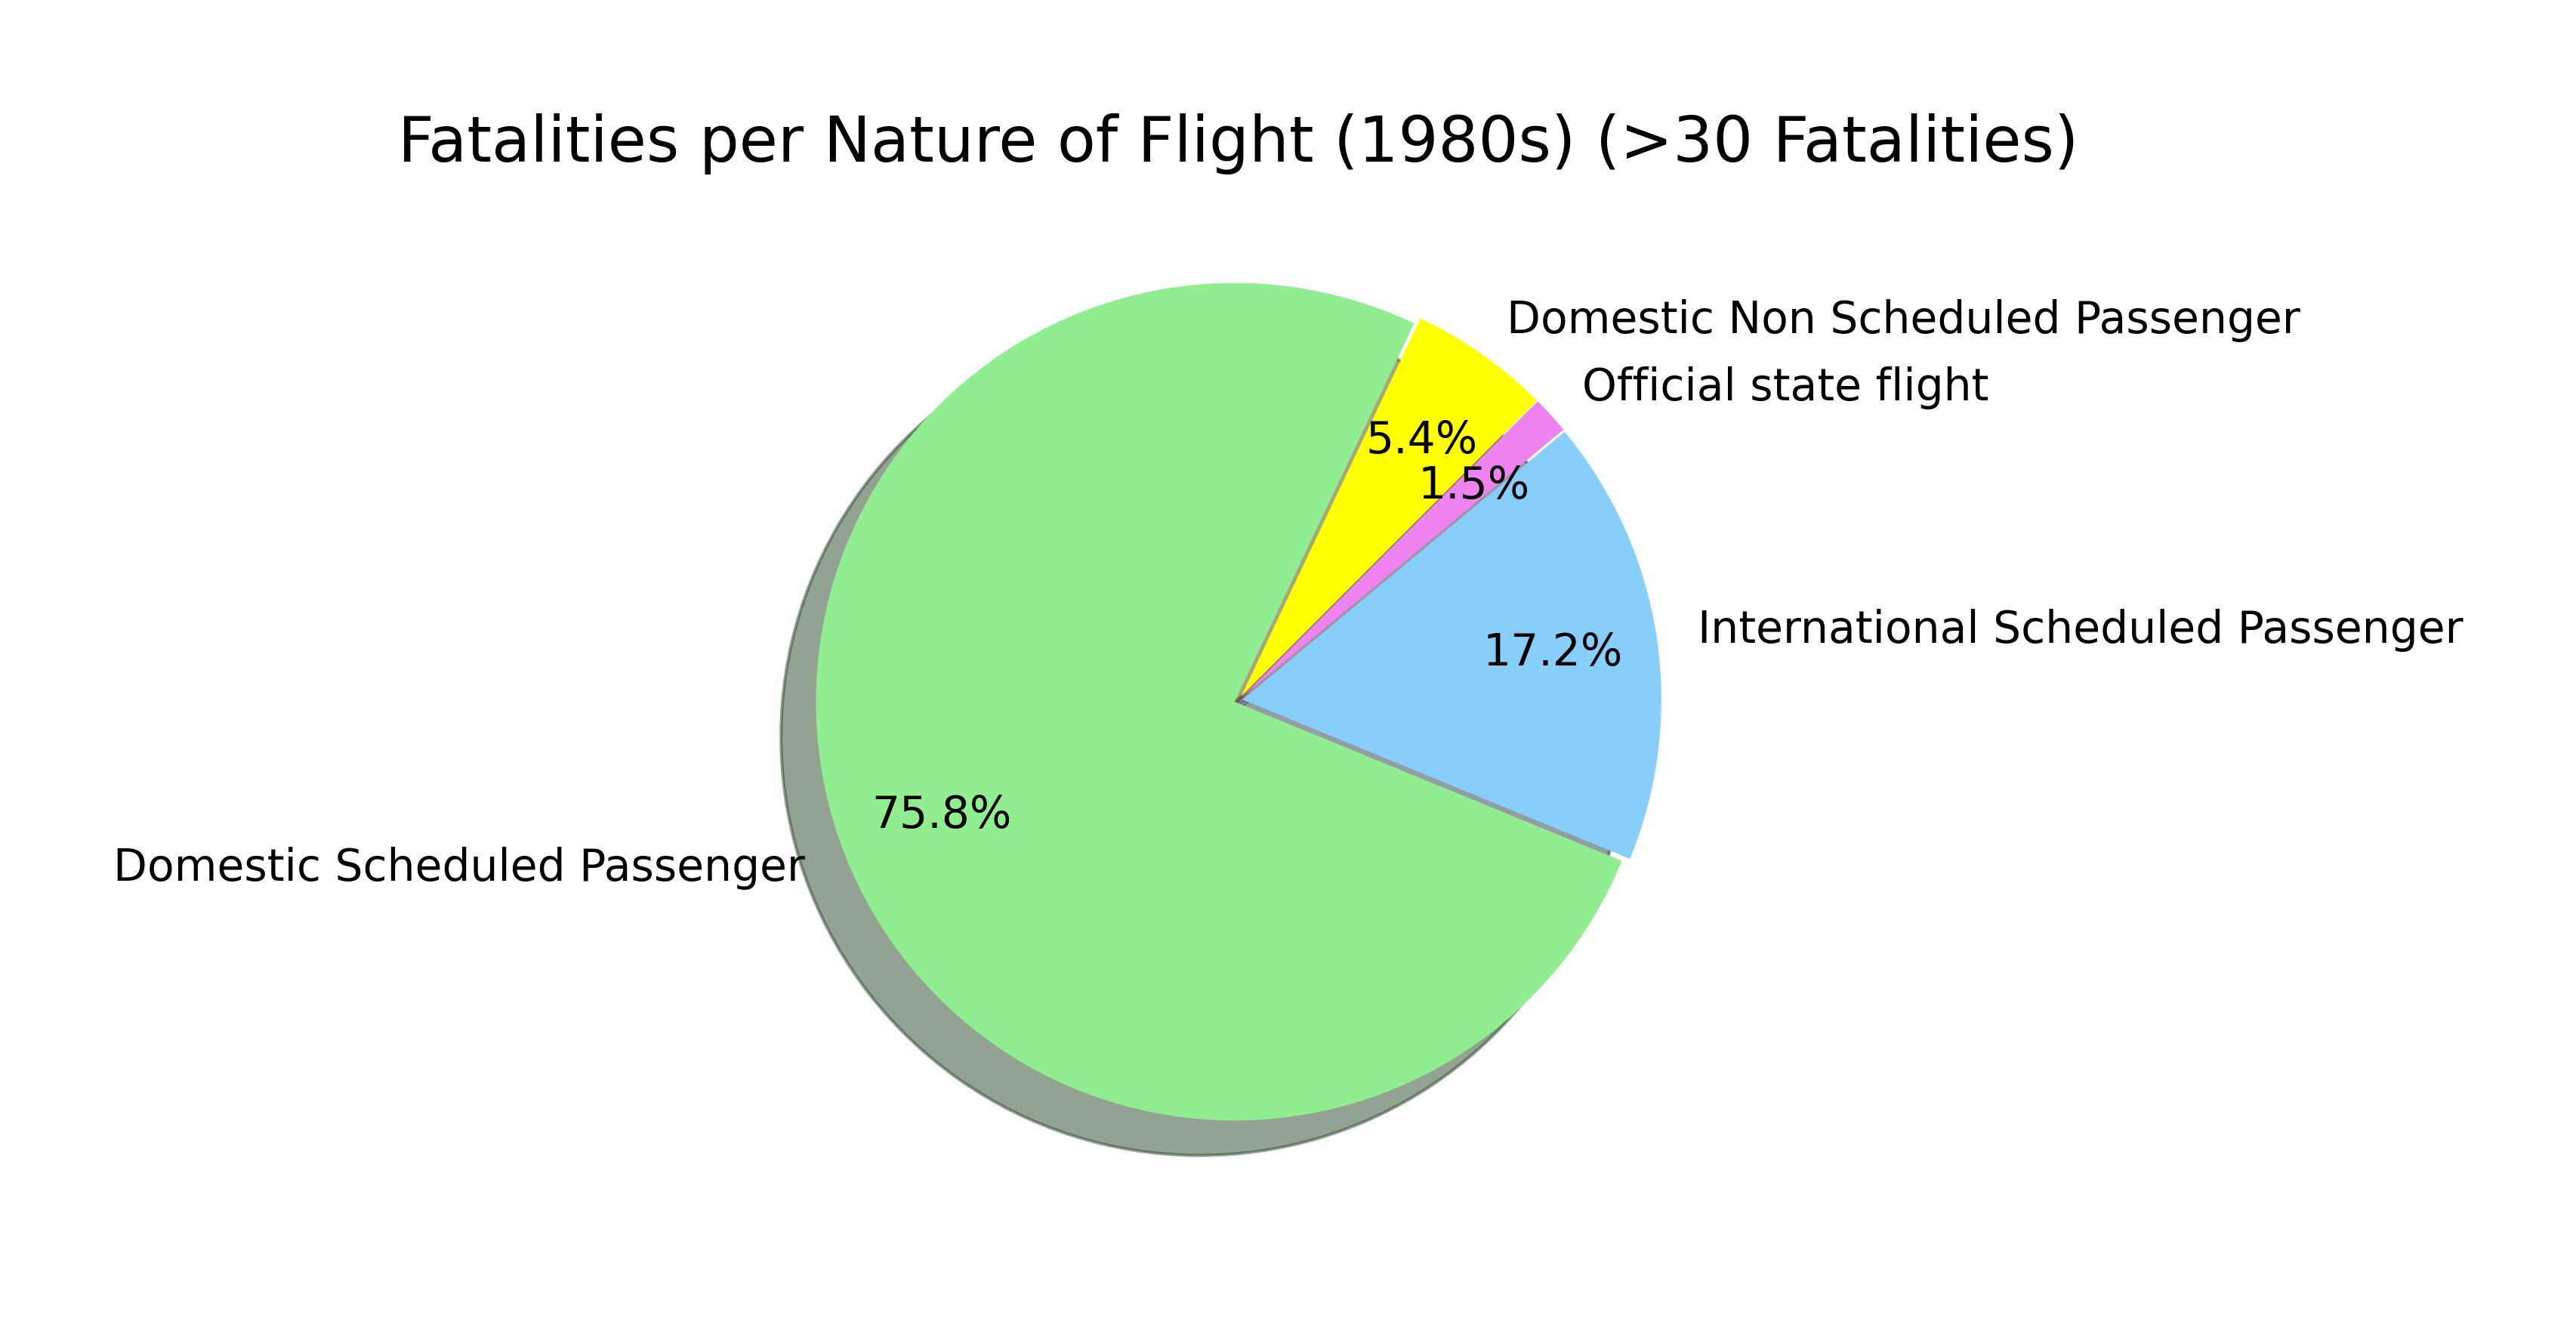 Fatalities per Nature of Flight (1980s) (>30 Fatalities)
Domestic Non Scheduled Passenger
Official state flight
5.4%
1.5%
International Scheduled Passenger
17.2%
75.8%
Domestic Scheduled Passenger